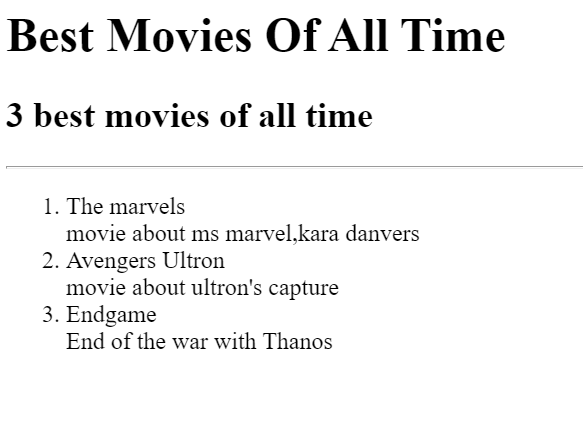 Best Movies Of All Time
3 best movies of all time
1. The marvels
movie about ms marvel,kara danvers
2. Avengers Ultron
movie about ultron's capture
3. Endgame
End of the war with Thanos